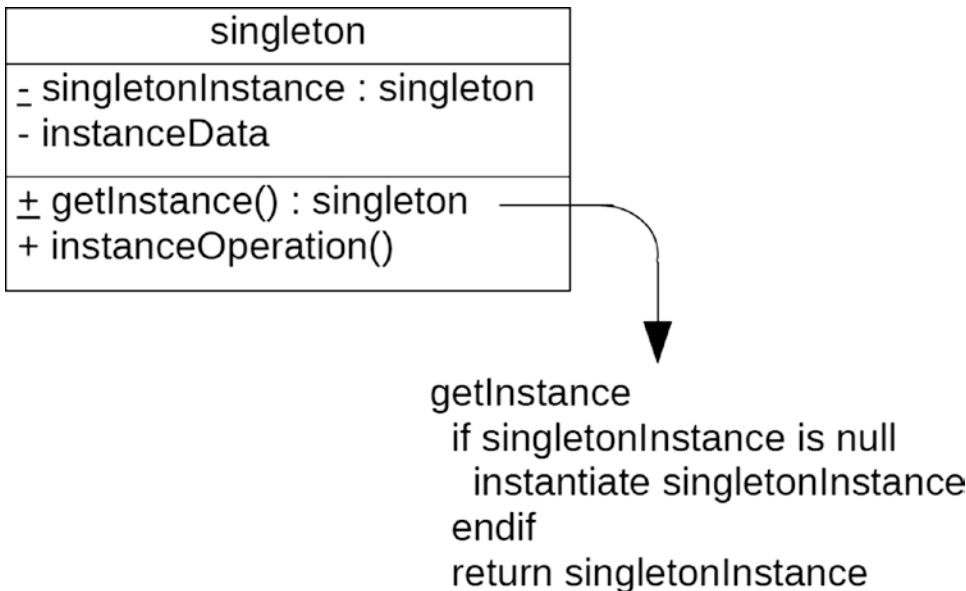 singleton
- singletonInstance : singleton
- instanceData
+ getInstance() : singleton
+ instanceOperation()
getInstance
if singletonInstance is null
instantiate singletonInstance
endif
return singletonInstance